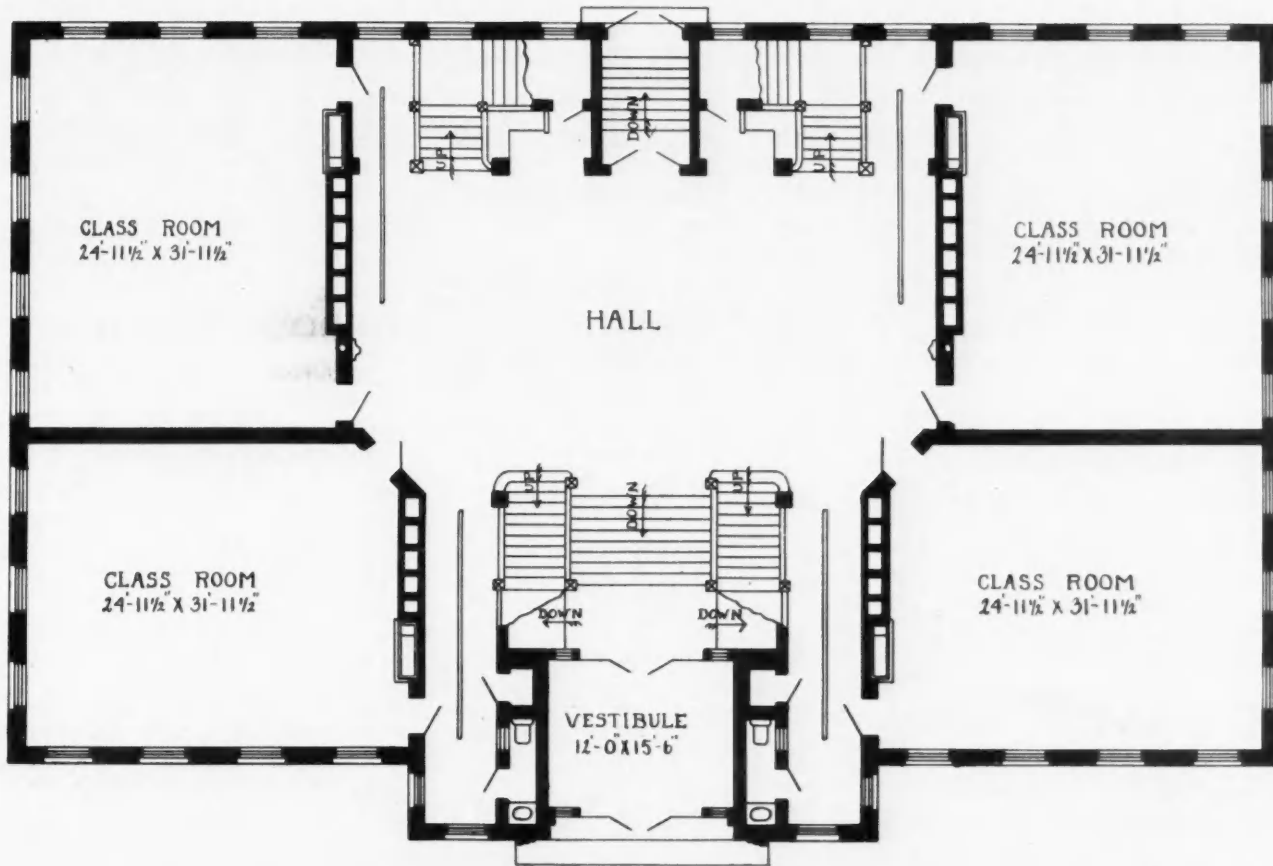 DOWN
UP
UP
CLASS ROOM
24'-11½" X 31'-11½"
CLASS ROOM
24'-11½" X 31'-11½"
HALL
UP
DOWN
UP
CLASS ROOM
24'-11½" X 31'-11½"
CLASS ROOM
24'-11½" X 31'-11½"
DOWN
DOWN
VESTIBULE
12'-0"X15'-6"